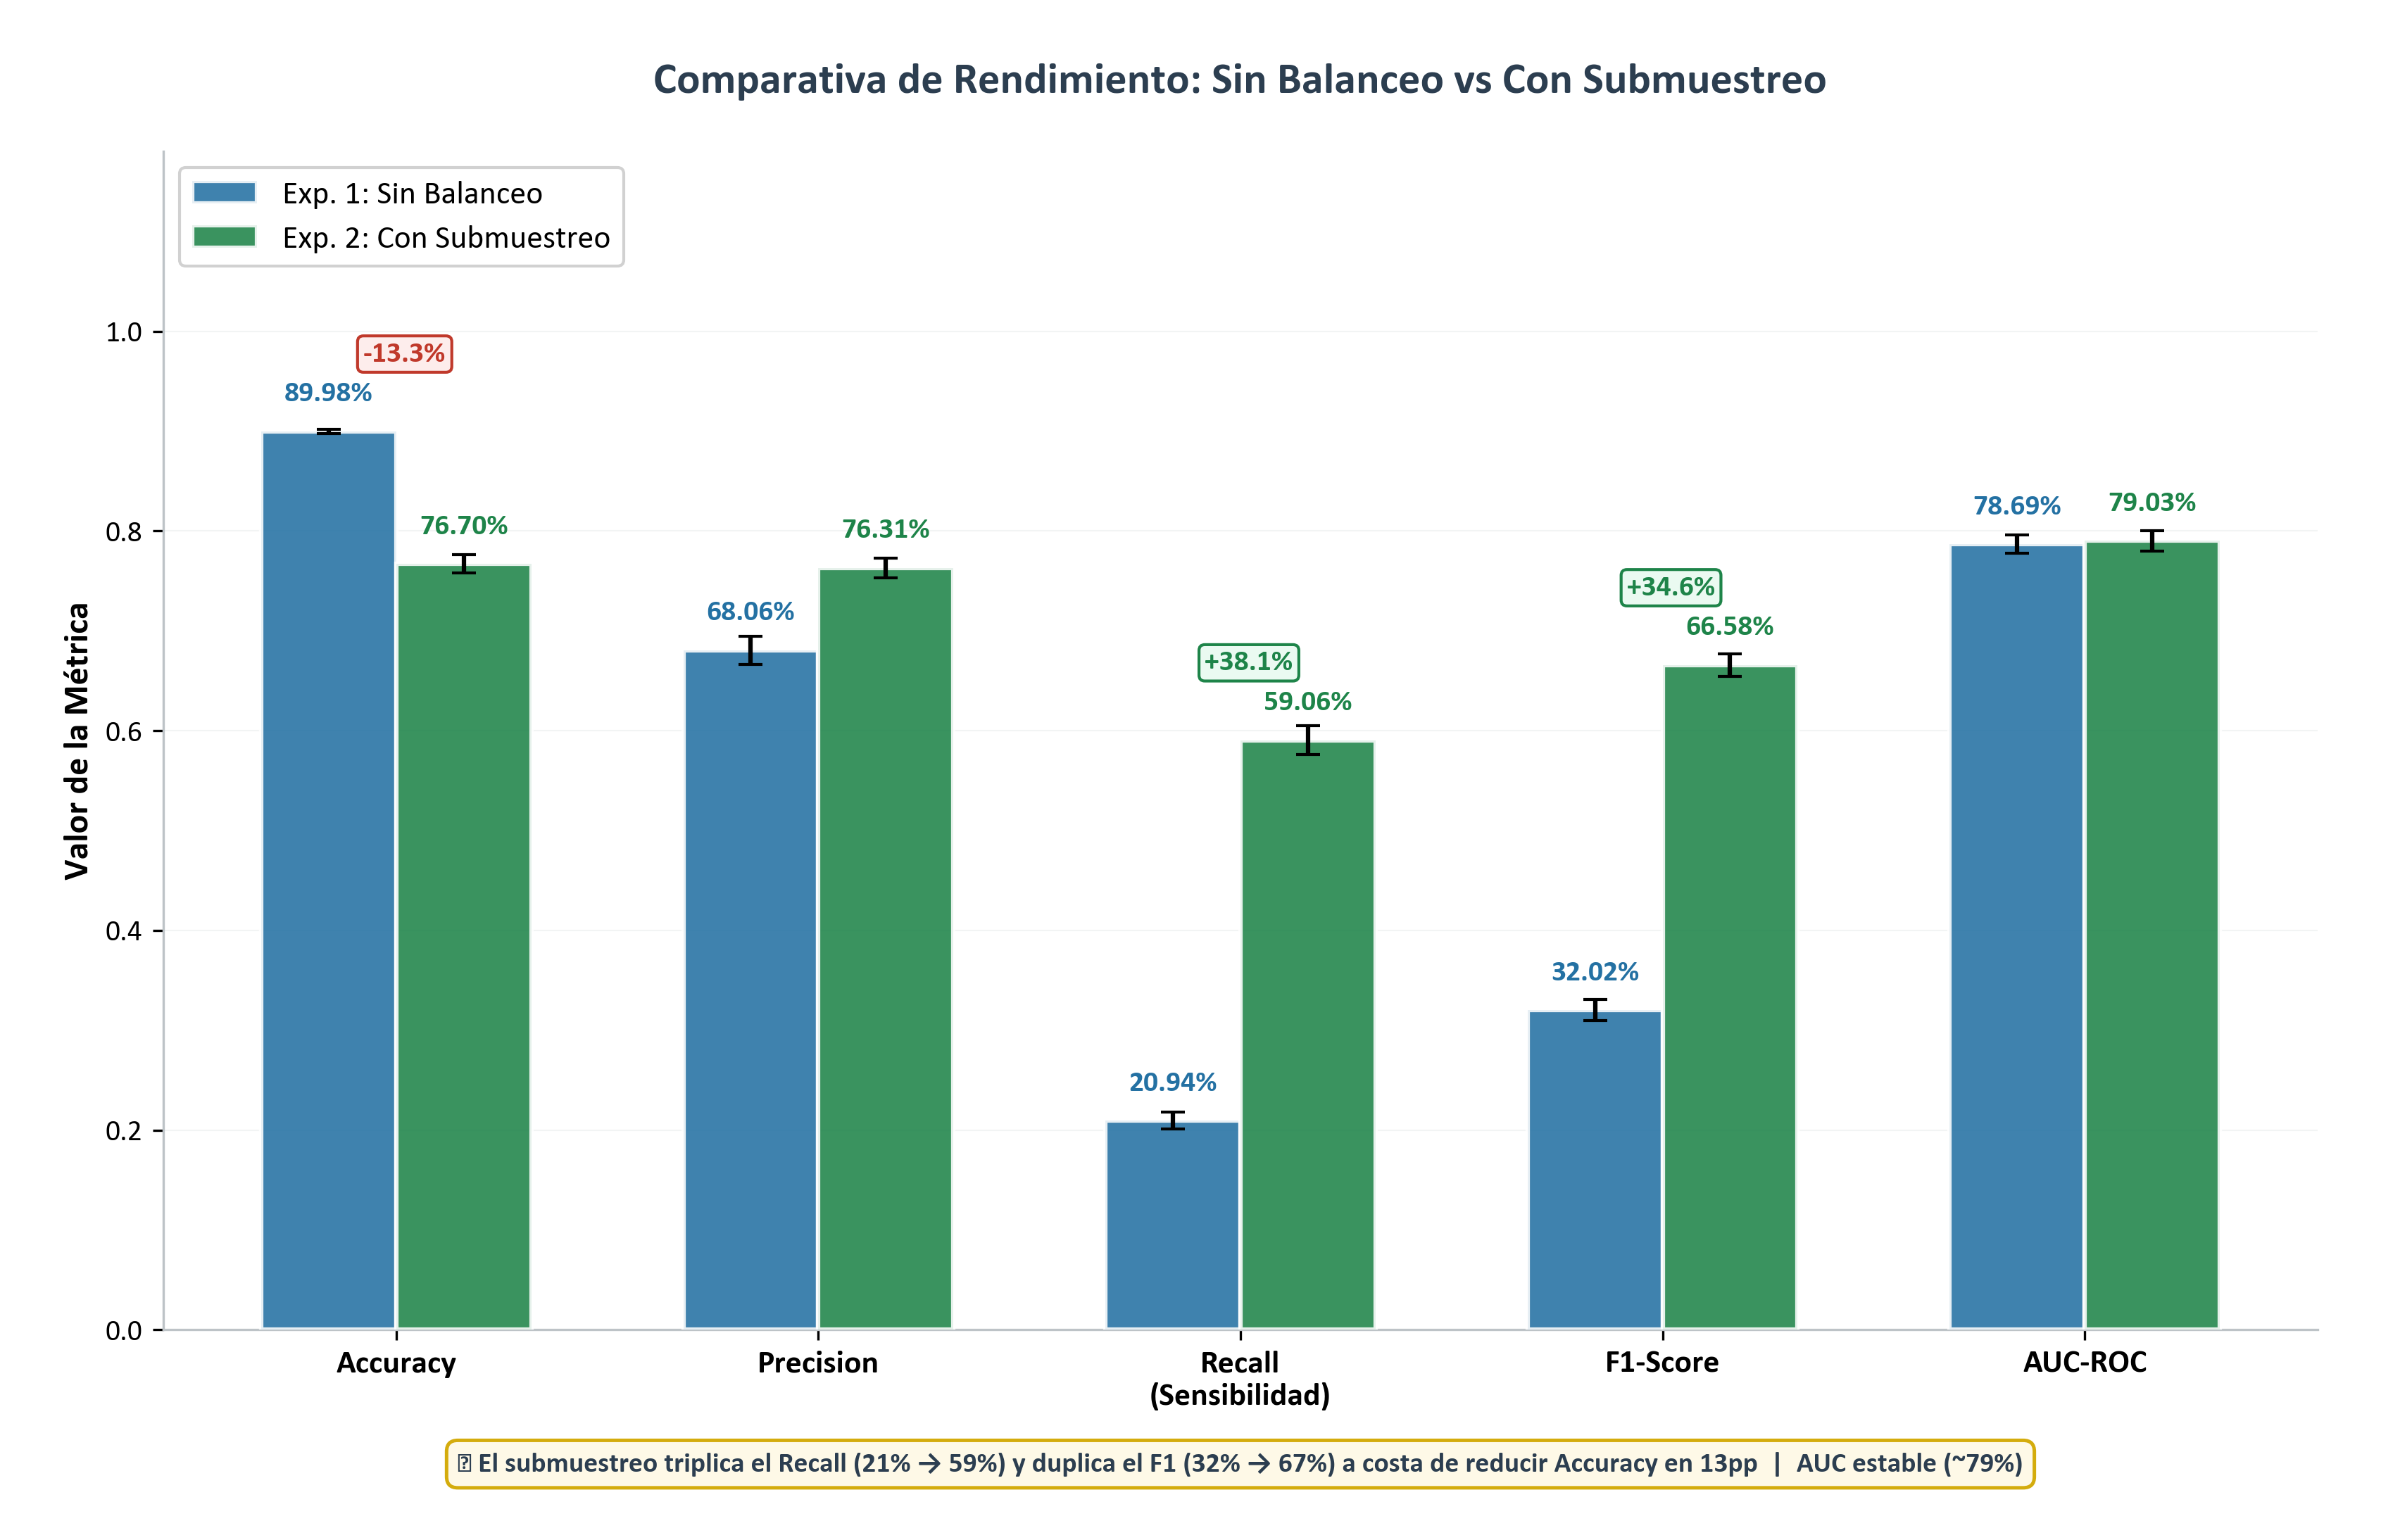 Comparativa de Rendimiento: Sin Balanceo vs Con Submuestreo
Exp. 1: Sin Balanceo
Exp. 2: Con Submuestreo
Valor de la Métrica
1.0
0.8
0.6
0.4
0.2
0.0
-13.3%
89.98%
76.70%
68.06%
76.31%
20.94%
+38.1%
59.06%
32.02%
+34.6%
66.58%
78.69%
79.03%
Accuracy
Precision
Recall
(Sensibilidad)
F1-Score
AUC-ROC
El submuestreo triplica el Recall (21% → 59%) y duplica el F1 (32% → 67%) a costa de reducir Accuracy en 13pp | AUC estable (~79%)